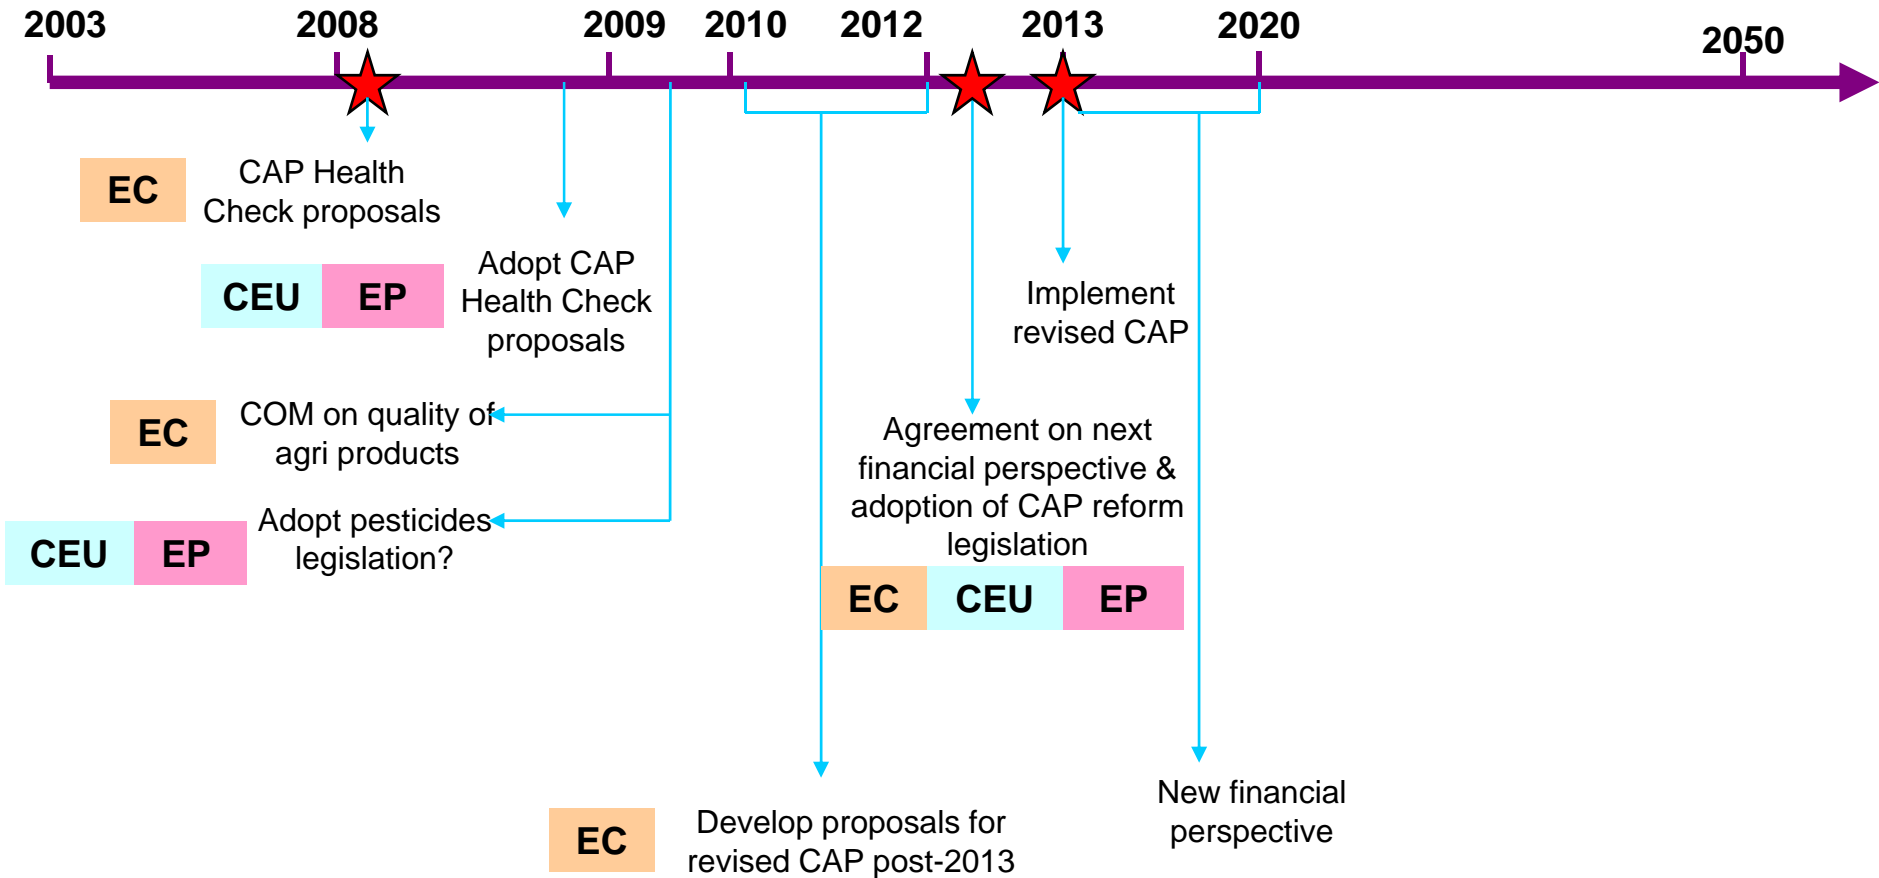 2003
2008
2009
2010
2012
2013
2020
2050
EC
CAP Health
Check proposals
CEU
EP
Adopt CAP
Health Check
proposals
Implement
revised CAP
EC
COM on quality of
agri products
Agreement on next
financial perspective &
adoption of CAP reform
legislation
CEU
EP
Adopt pesticides
legislation?
EC
CEU
EP
New financial
perspective
EC
Develop proposals for
revised CAP post-2013